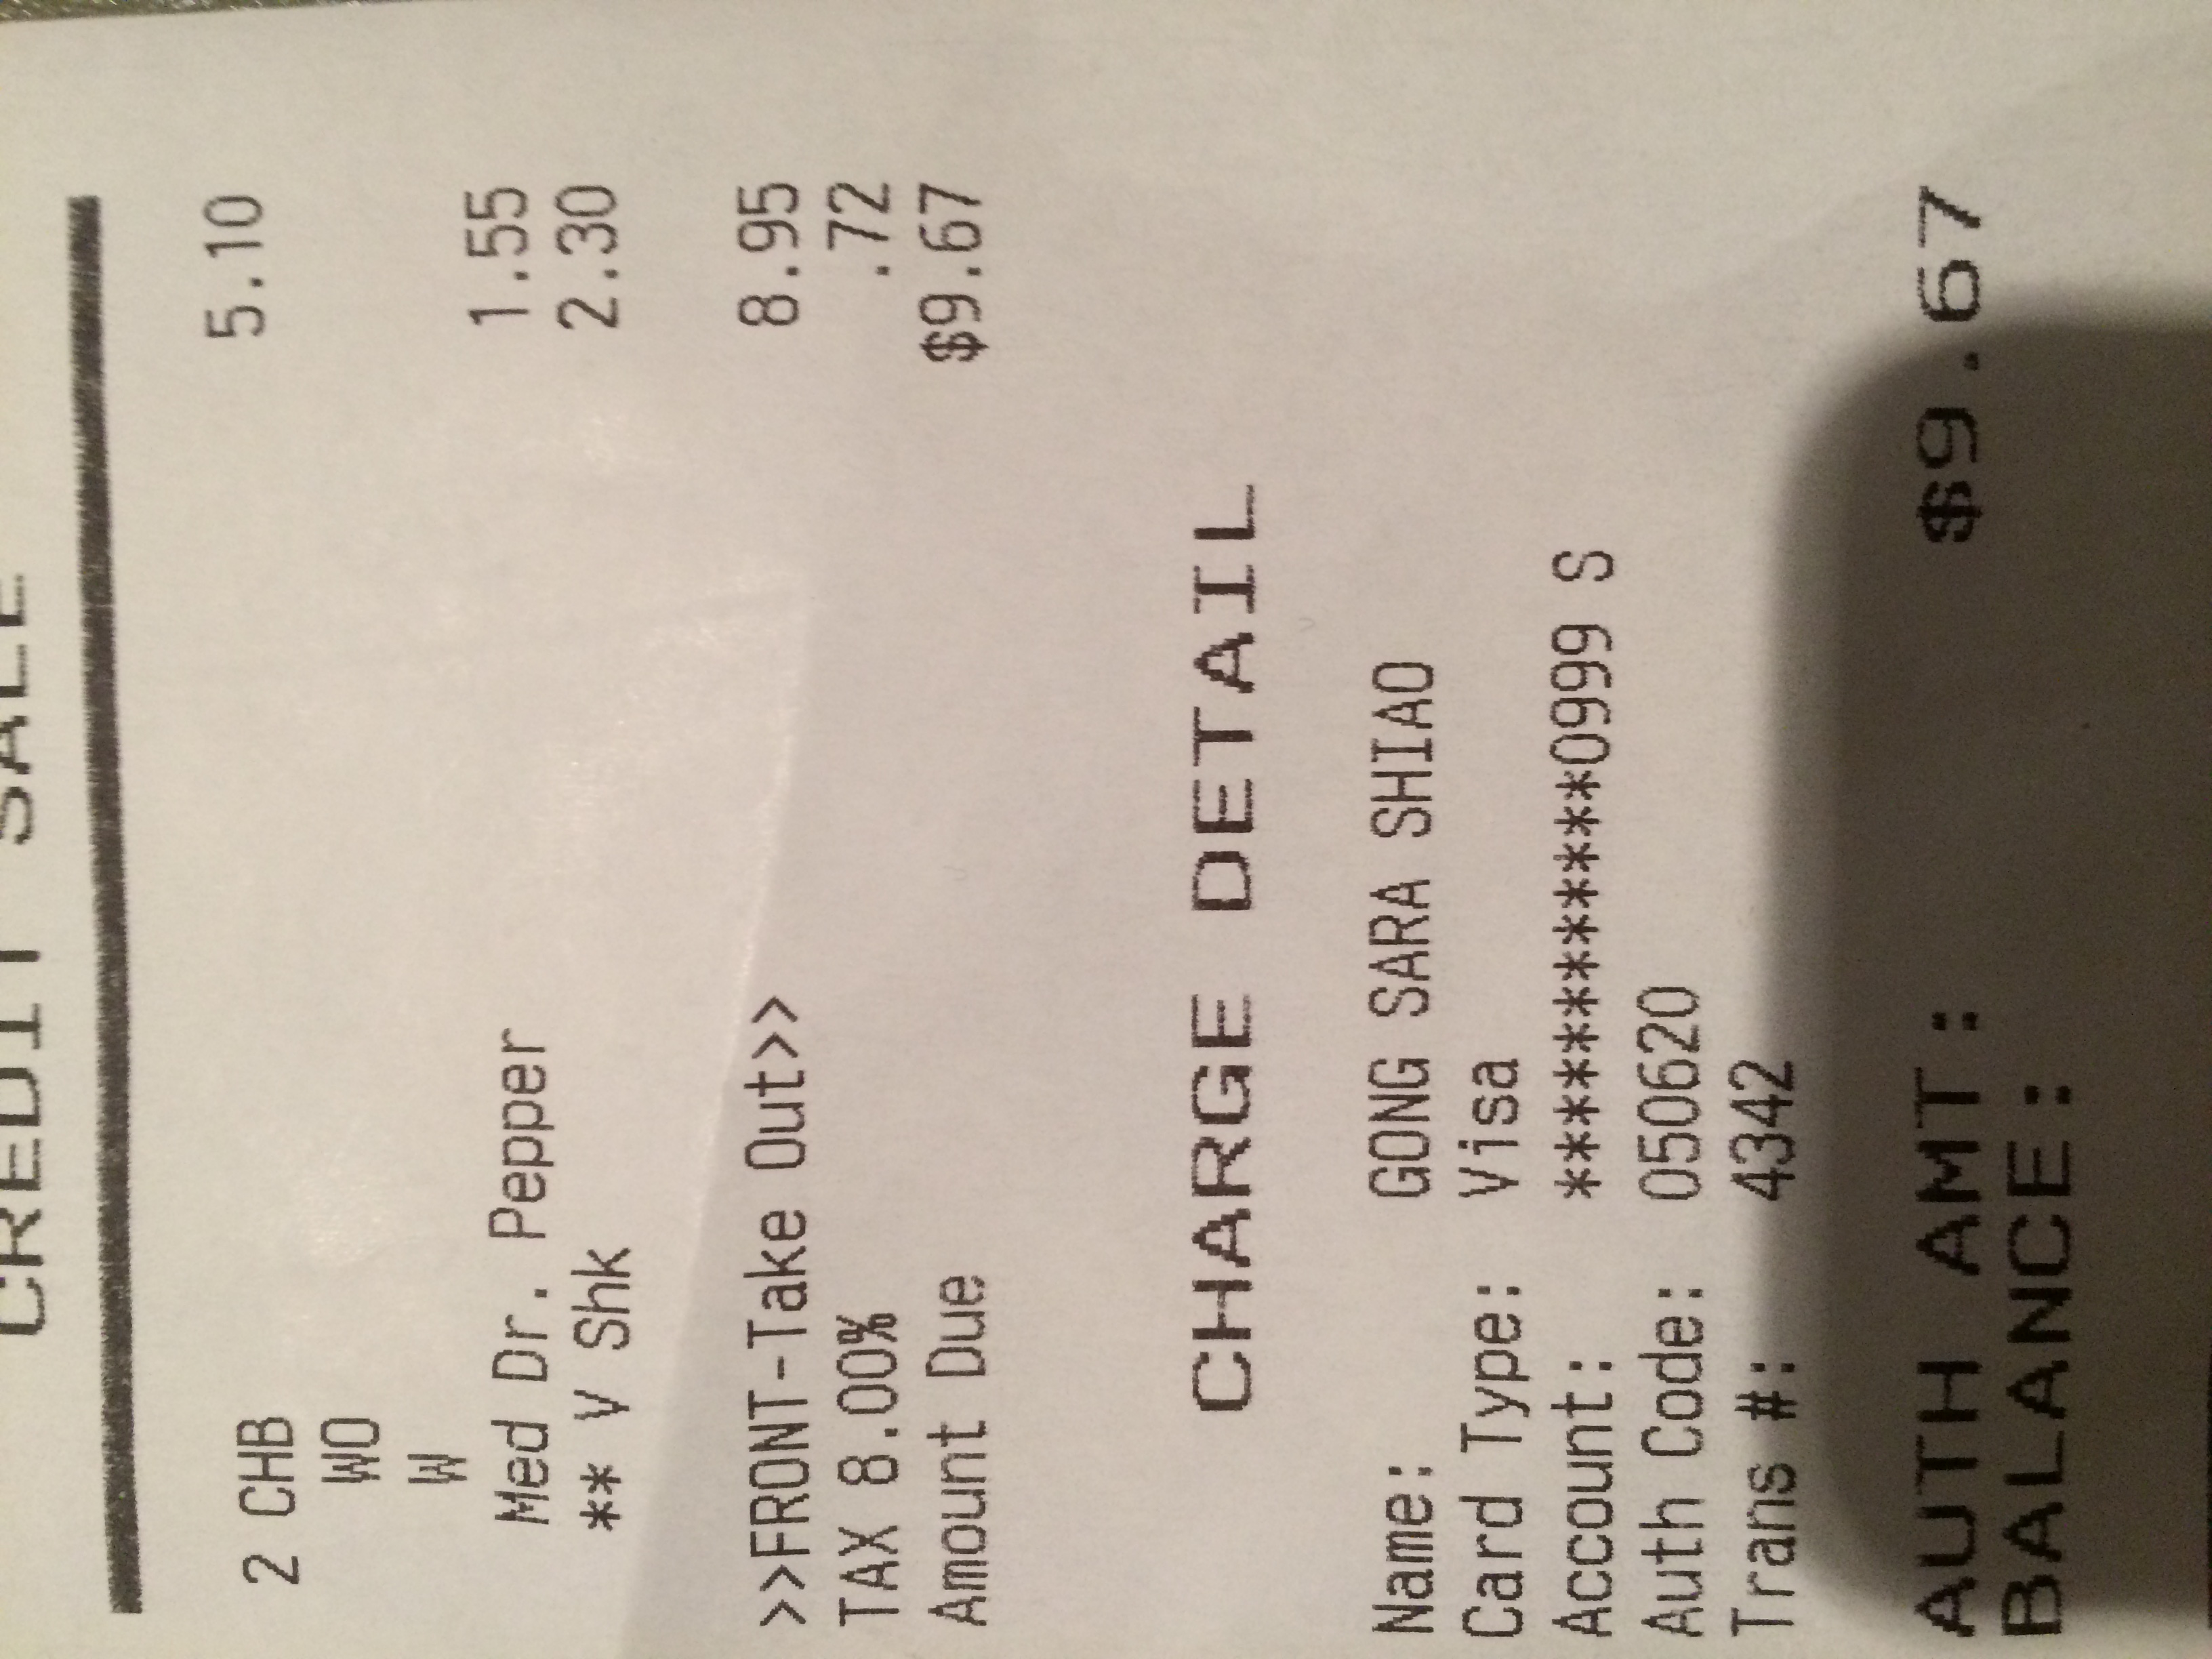 CREDIT SALE
2 CHB 5.10
WO
W
Med Dr. Pepper 1.55
** V Shk 2.30
>>FRONT-Take Out>> 8.95
TAX 8.00% .72
Amount Due $9.67
CHARGE DETAIL
Name: GONG SARA SHIAO
Card Type: Visa
Account: ************0999 S
Auth Code: 050620
Trans #: 4342
AUTH AMT: $9.67
BALANCE: